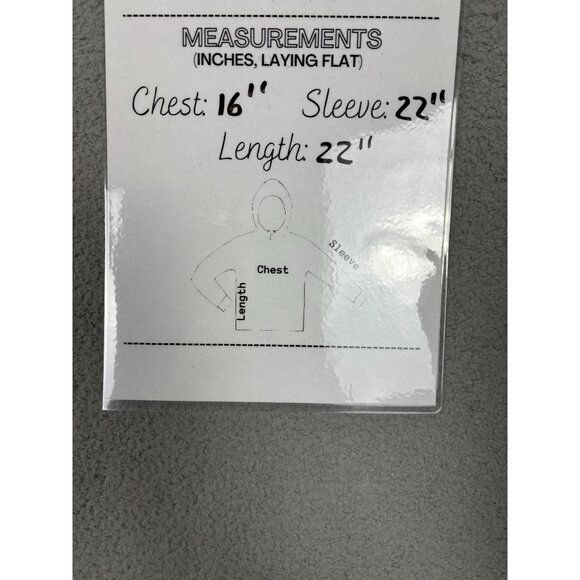 MEASUREMENTS
(INCHES, LAYING FLAT)
Chest: 16" Sleeve: 22"
Length: 22"
Sleeve
Chest
Length